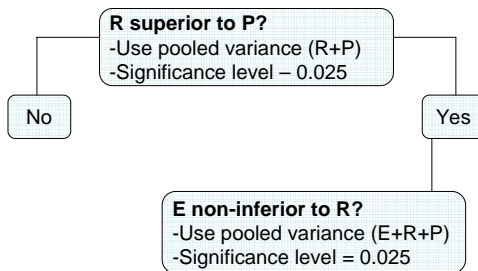 R superior to P?
-Use pooled variance (R+P)
-Significance level – 0.025
No
Yes
E non-inferior to R?
-Use pooled variance (E+R+P)
-Significance level = 0.025